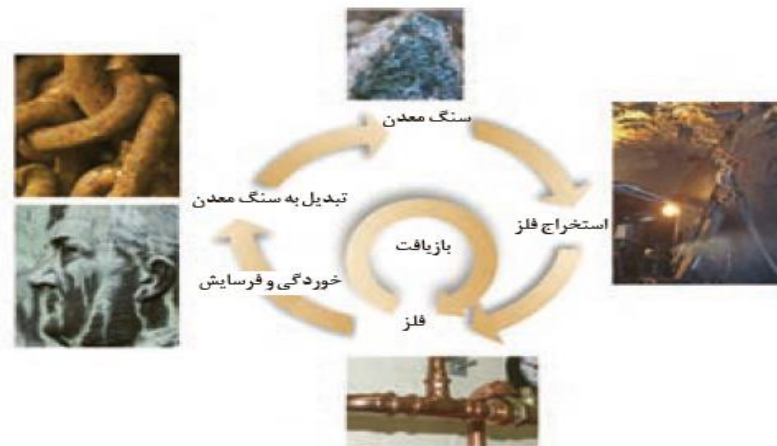 سنگ معدن
استخراج فلز
فلز
خوردگی و فرسایش
تبدیل به سنگ معدن
بازیافت